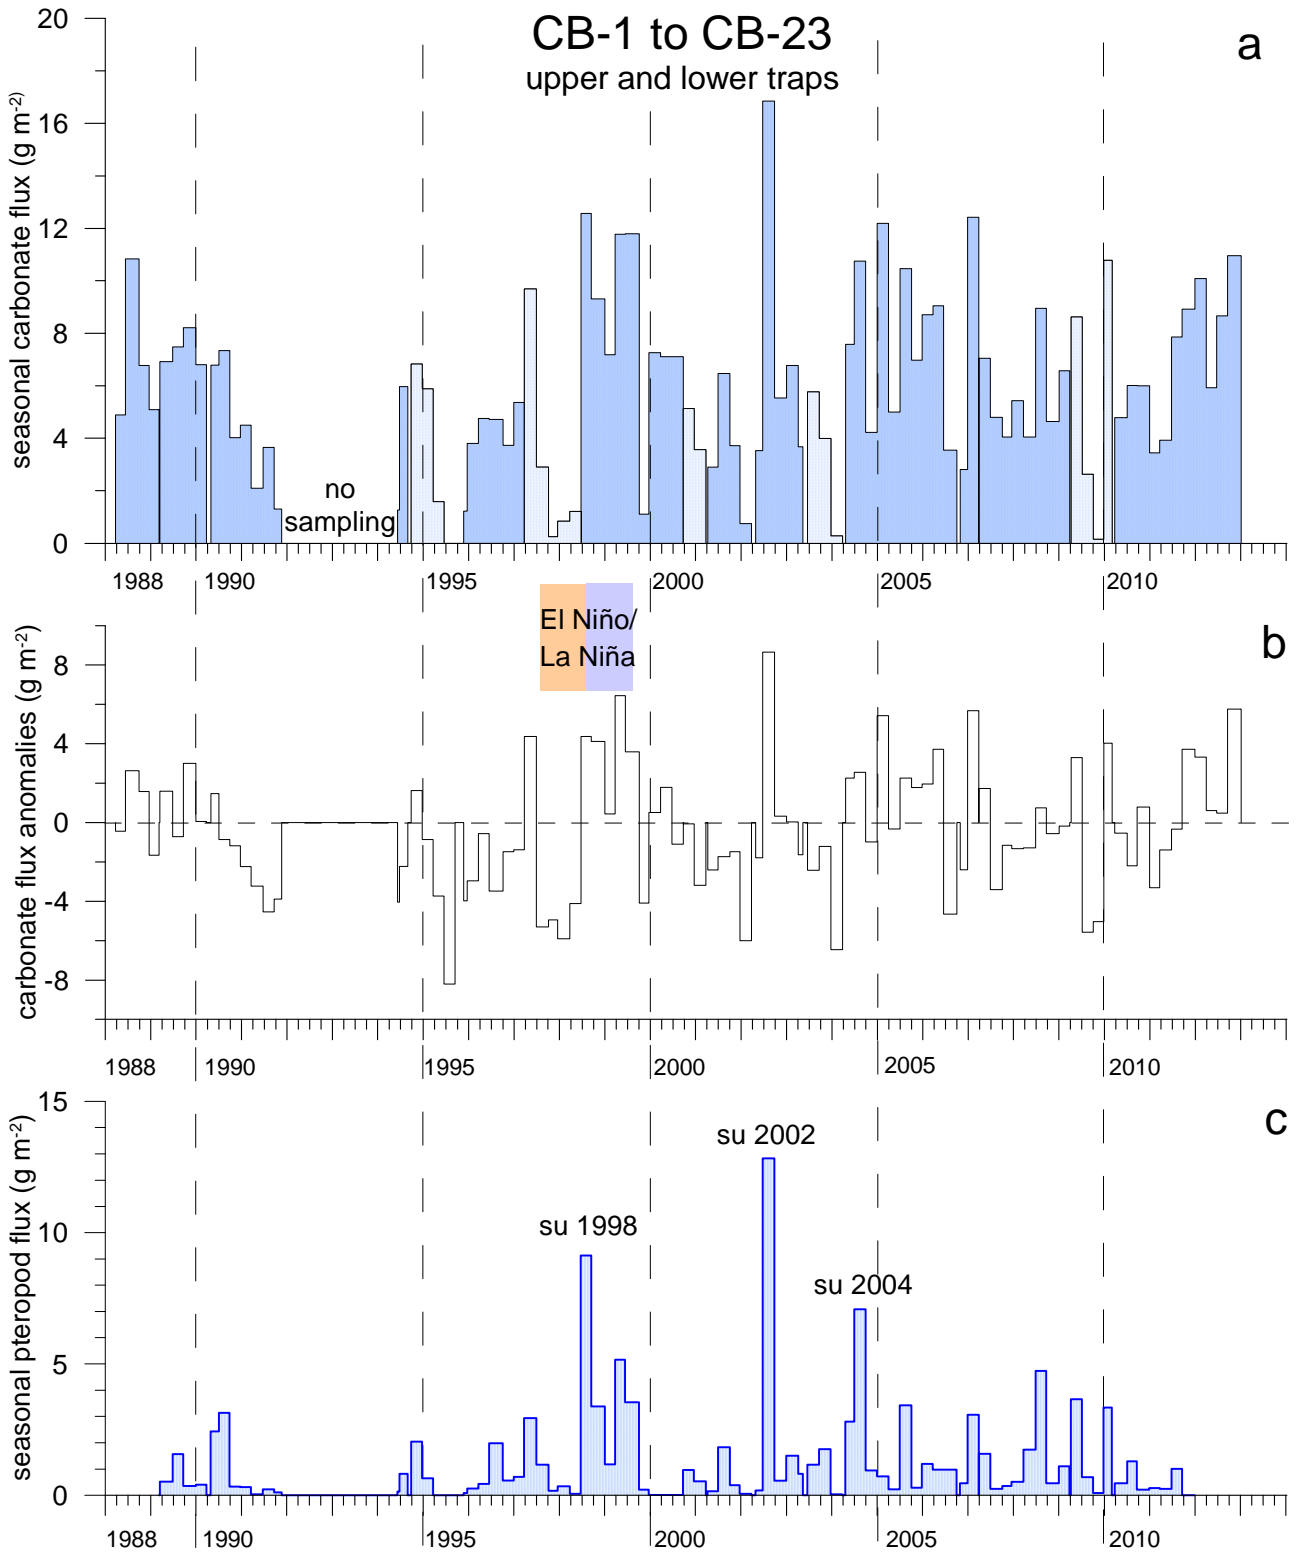 CB-1 to CB-23
upper and lower traps
a
seasonal carbonate flux (g m-2)
20
16
12
8
4
0
no
sampling
1988
1990
1995
2000
2005
2010
El Niño/
La Niña
b
carbonate flux anomalies (g m-2)
8
4
0
-4
-8
1988
1990
1995
2000
2005
2010
c
seasonal pteropod flux (g m-2)
15
10
5
0
su 2002
su 1998
su 2004
1988
1990
1995
2000
2005
2010